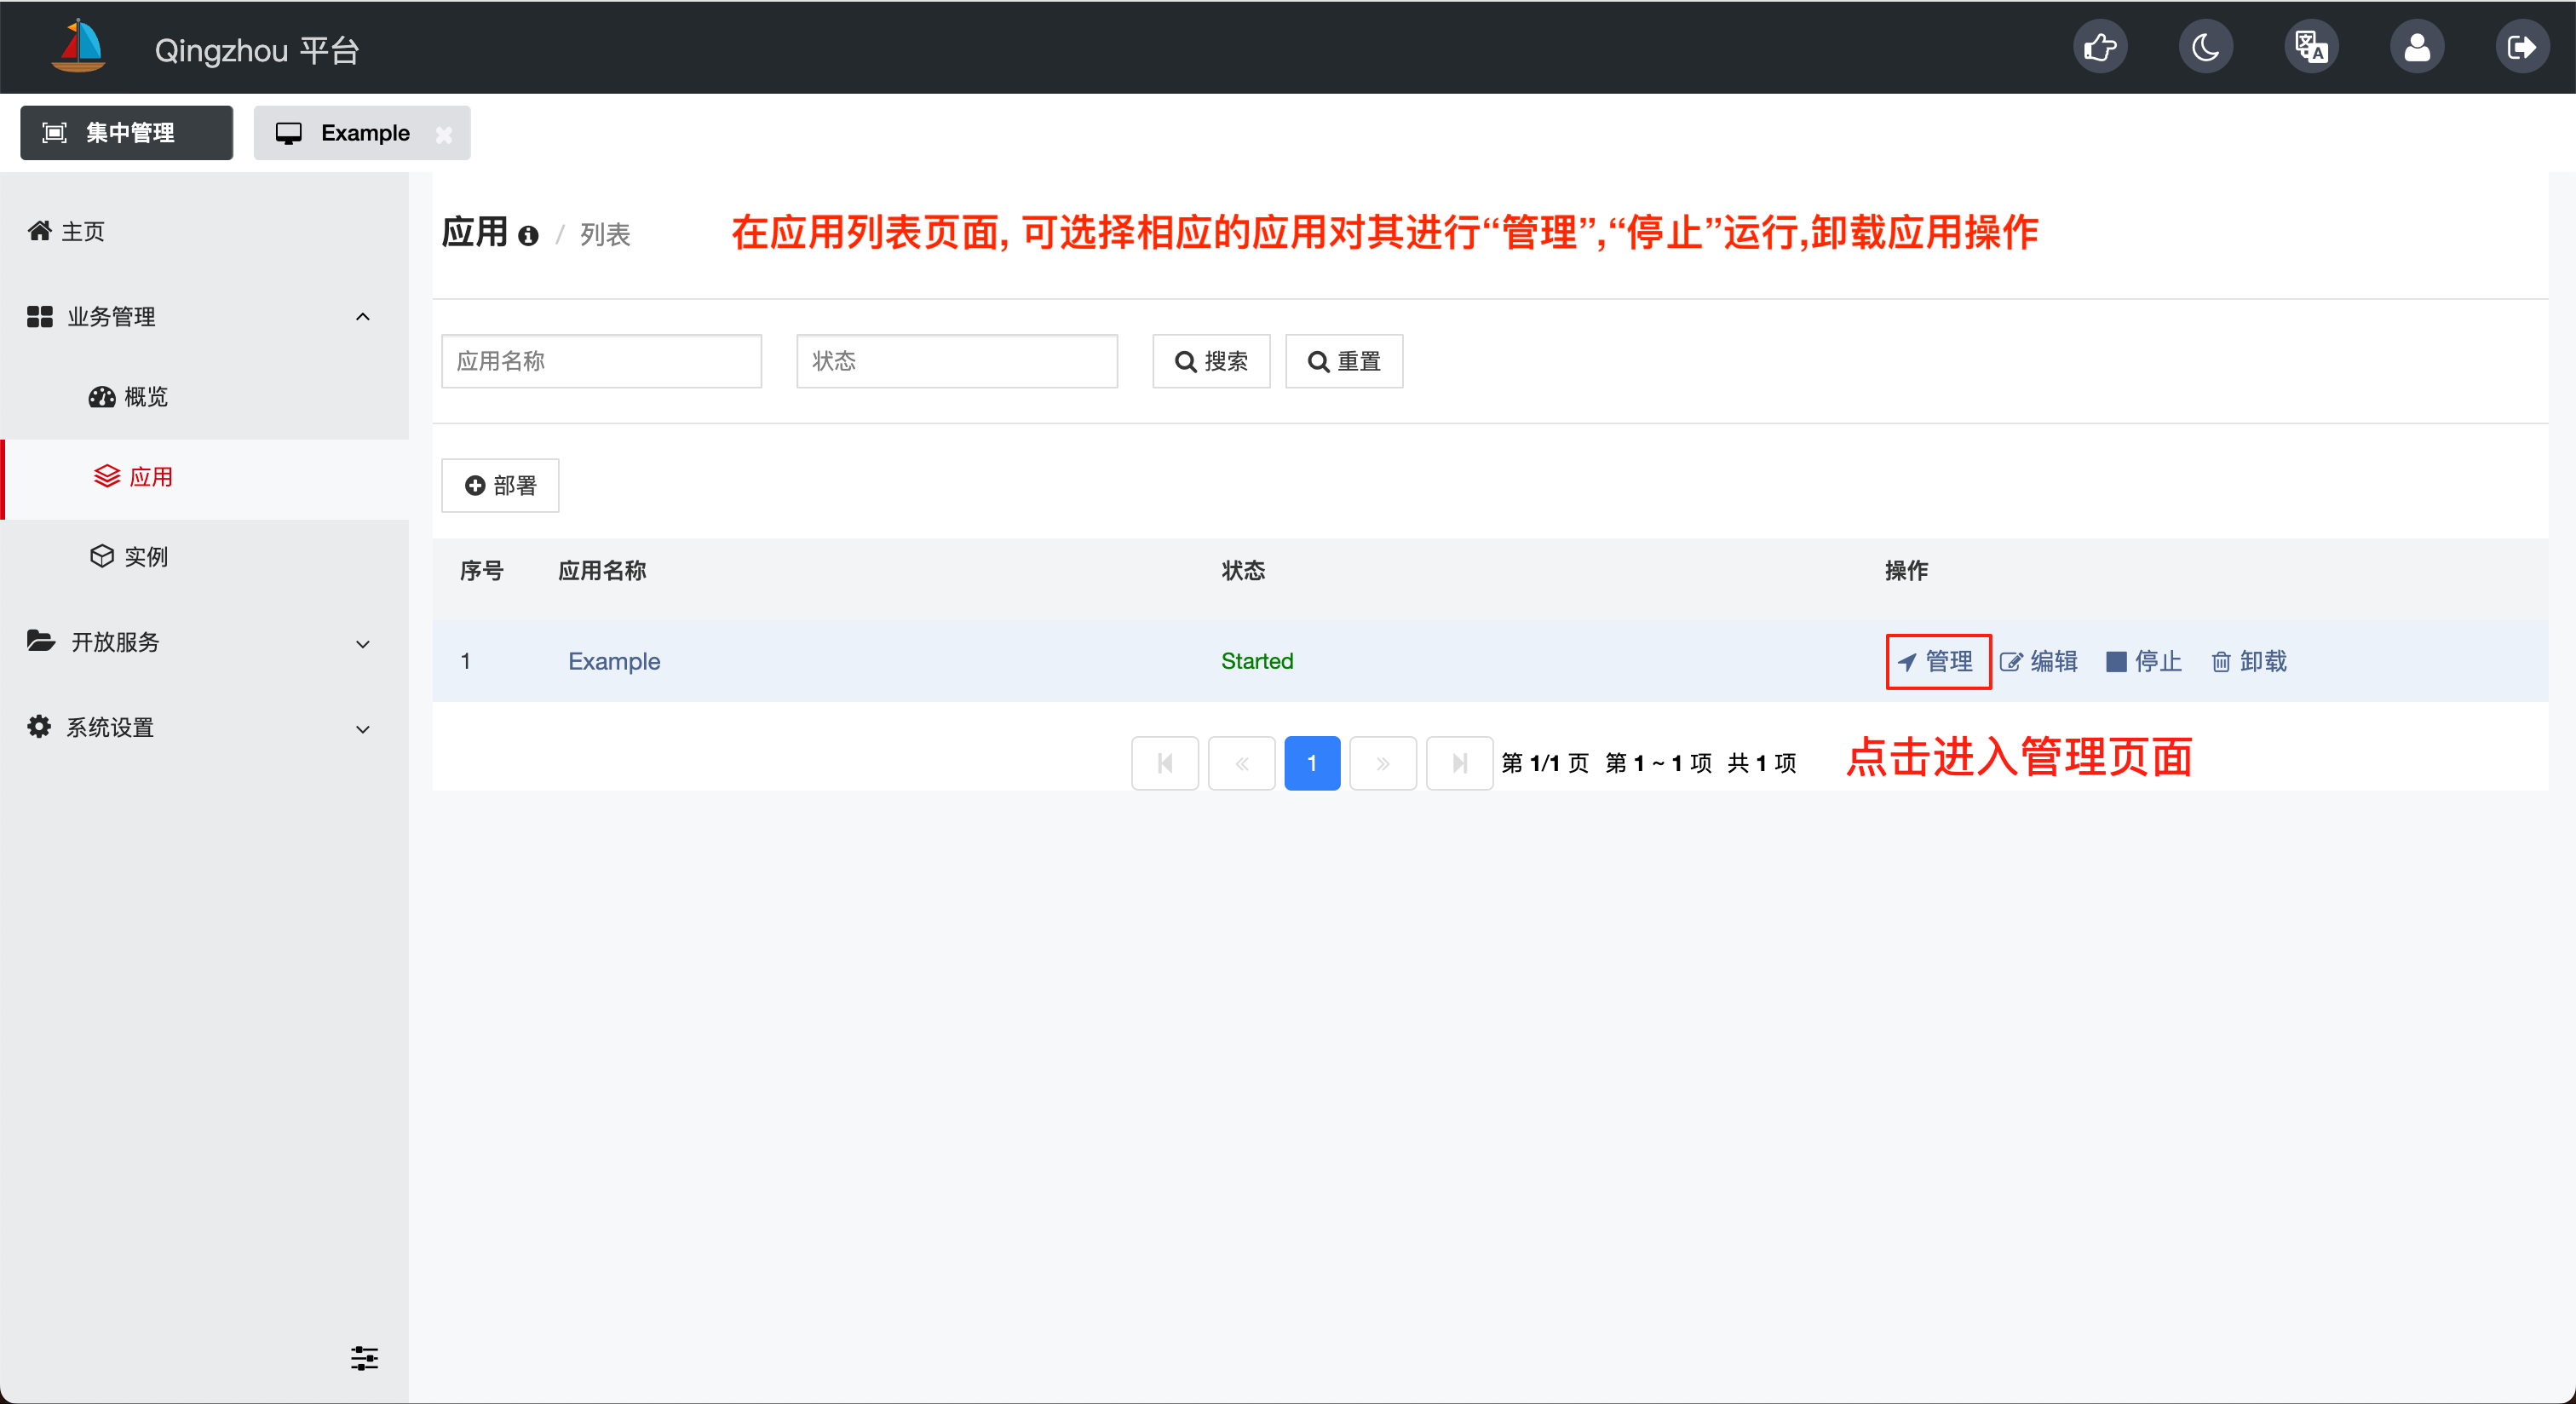 Qingzhou 平台
集中管理 Example
主页
业务管理
概览
应用
实例
开放服务
系统设置
应用 / 列表
在应用列表页面, 可选择相应的应用对其进行“管理”,“停止”运行,卸载应用操作
应用名称 状态 搜索 重置
部署
序号 应用名称 状态 操作
1 Example Started 管理 编辑 停止 卸载
1 第 1/1 页 第 1 ~ 1 项 共 1 项
点击进入管理页面